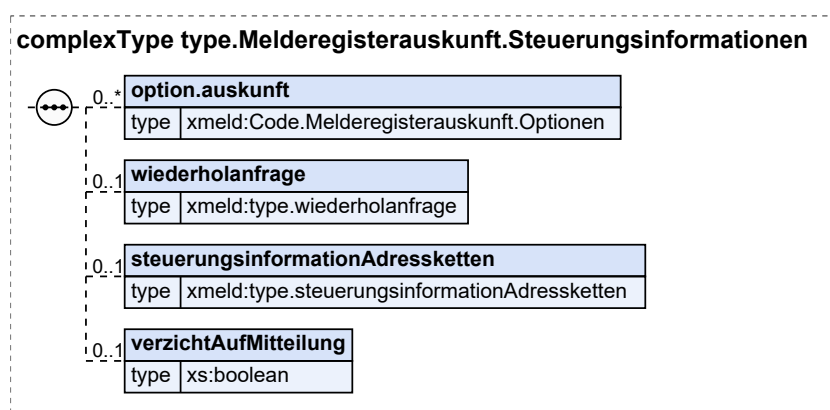 complexType type.Melderegisterauskunft.Steuerungsinformationen
0..* option.auskunft
type xmeld:Code.Melderegisterauskunft.Optionen
0..1 wiederholanfrage
type xmeld:type.wiederholanfrage
0..1 steuerungsinformationAdressketten
type xmeld:type.steuerungsinformationAdressketten
0..1 verzichtAufMitteilung
type xs:boolean